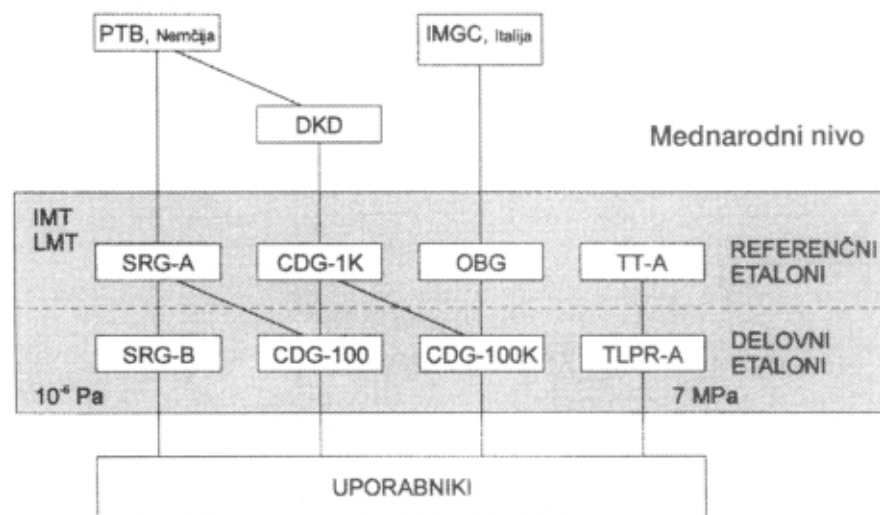 PTB, Nemčija
IMGC, Italija
DKD
Mednarodni nivo
IMT
LMT
SRG-A
CDG-1K
OBG
TT-A
REFERENČNI
ETALONI
SRG-B
CDG-100
CDG-100K
TLPR-A
DELOVNI
ETALONI
10⁻⁶ Pa
7 MPa
UPORABNIKI